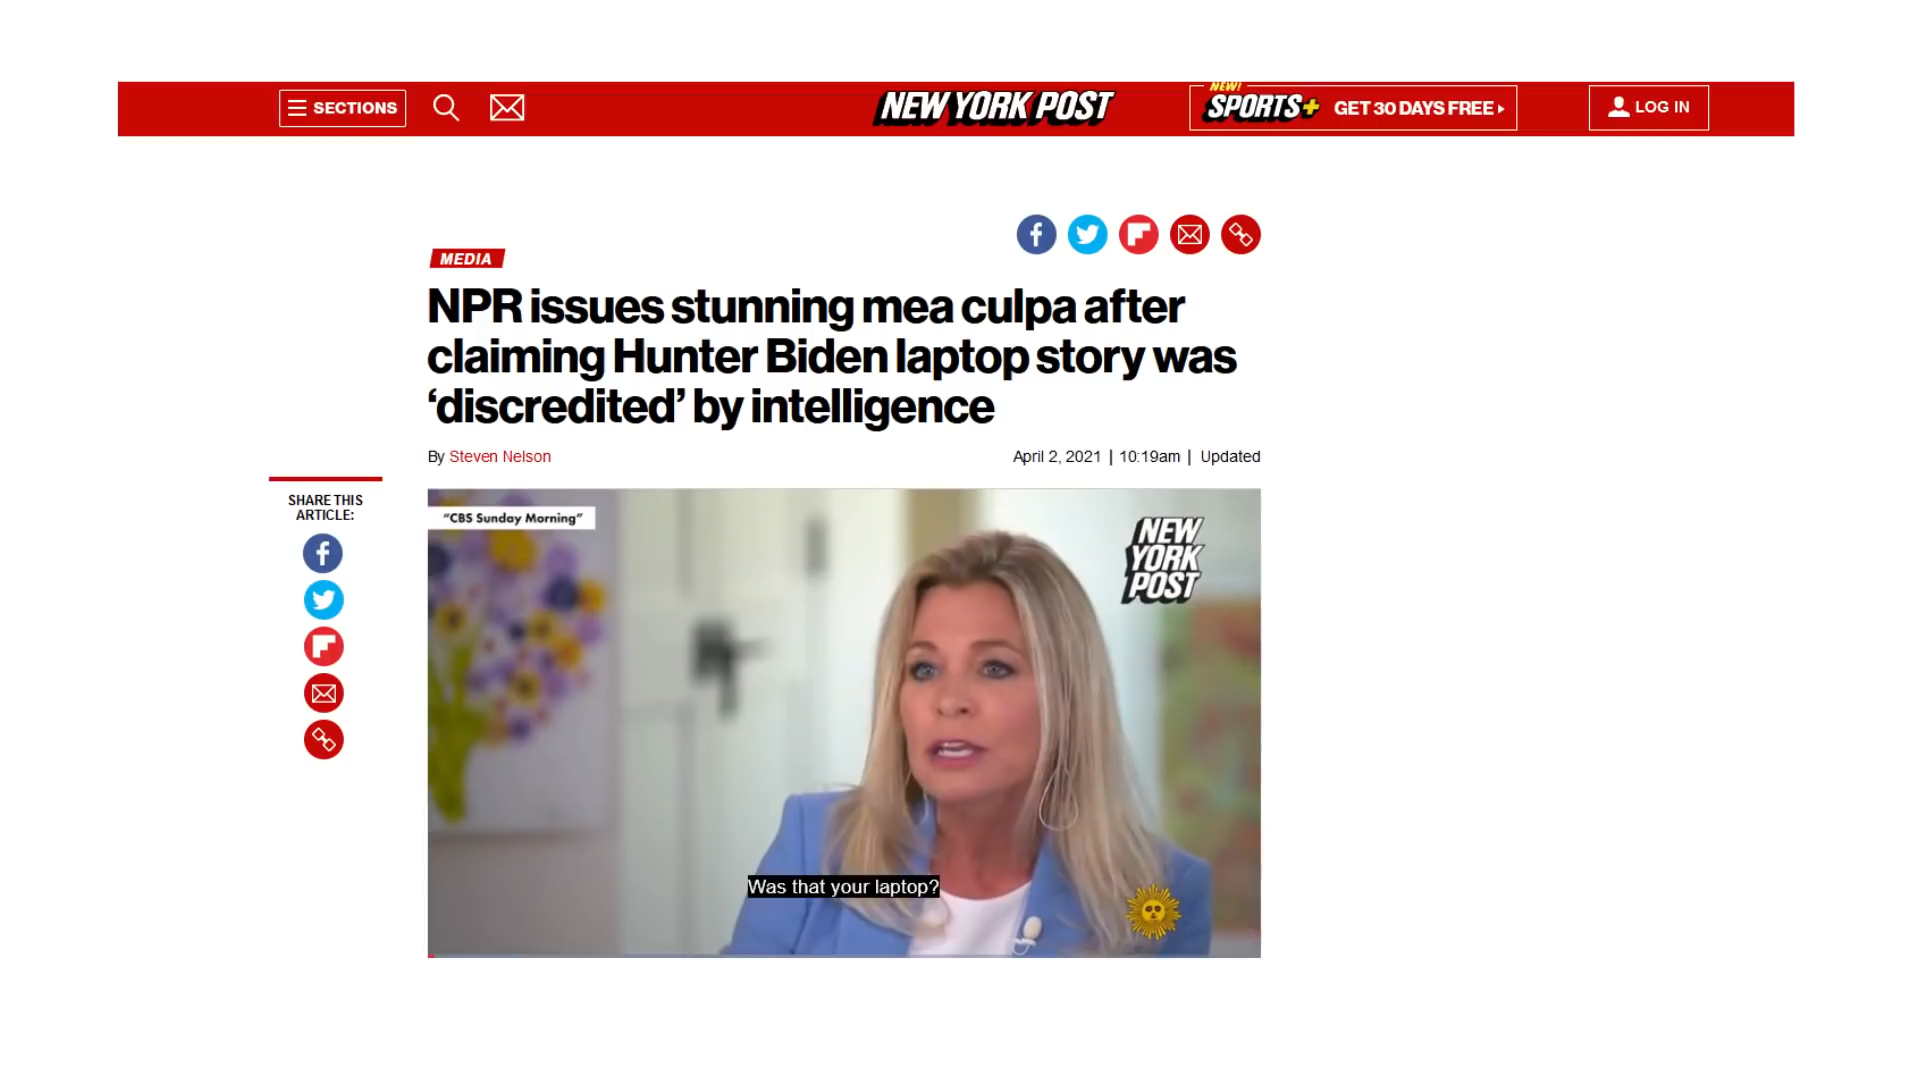 SECTIONS
NEW YORK POST
NEW!
SPORTS+ GET 30 DAYS FREE
LOG IN
MEDIA
NPR issues stunning mea culpa after
claiming Hunter Biden laptop story was
‘discredited’ by intelligence
By Steven Nelson
April 2, 2021 | 10:19am | Updated
SHARE THIS
ARTICLE:
“CBS Sunday Morning”
NEW
YORK
POST
Was that your laptop?